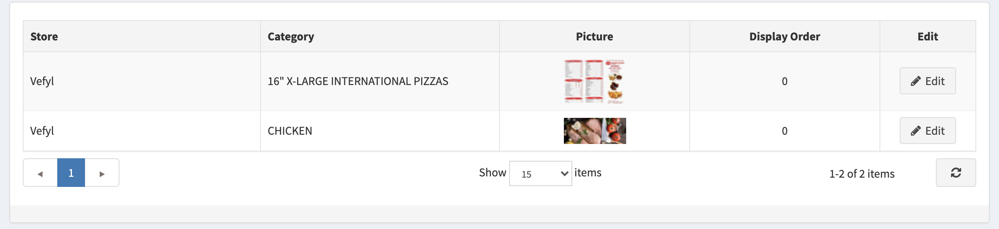 Store Category Picture Display Order Edit
Vefyl 16" X-LARGE INTERNATIONAL PIZZAS 0 Edit
Vefyl CHICKEN 0 Edit
◄ 1 ► Show 15 items 1-2 of 2 items